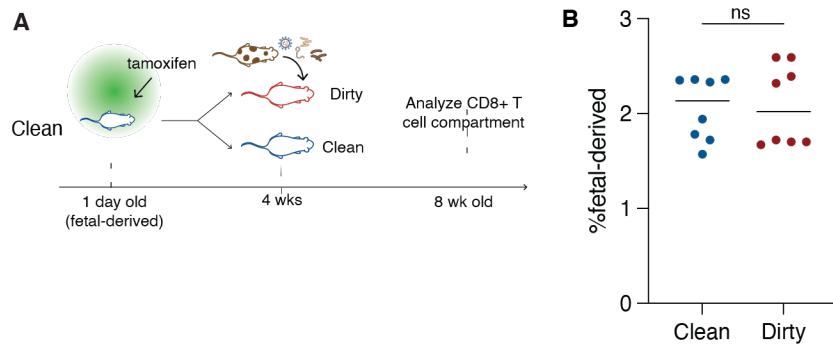 A
tamoxifen
Clean
Dirty
Clean
Analyze CD8+ T
cell compartment
1 day old
(fetal-derived)
4 wks
8 wk old
B
ns
%fetal-derived
3
2
1
0
Clean
Dirty